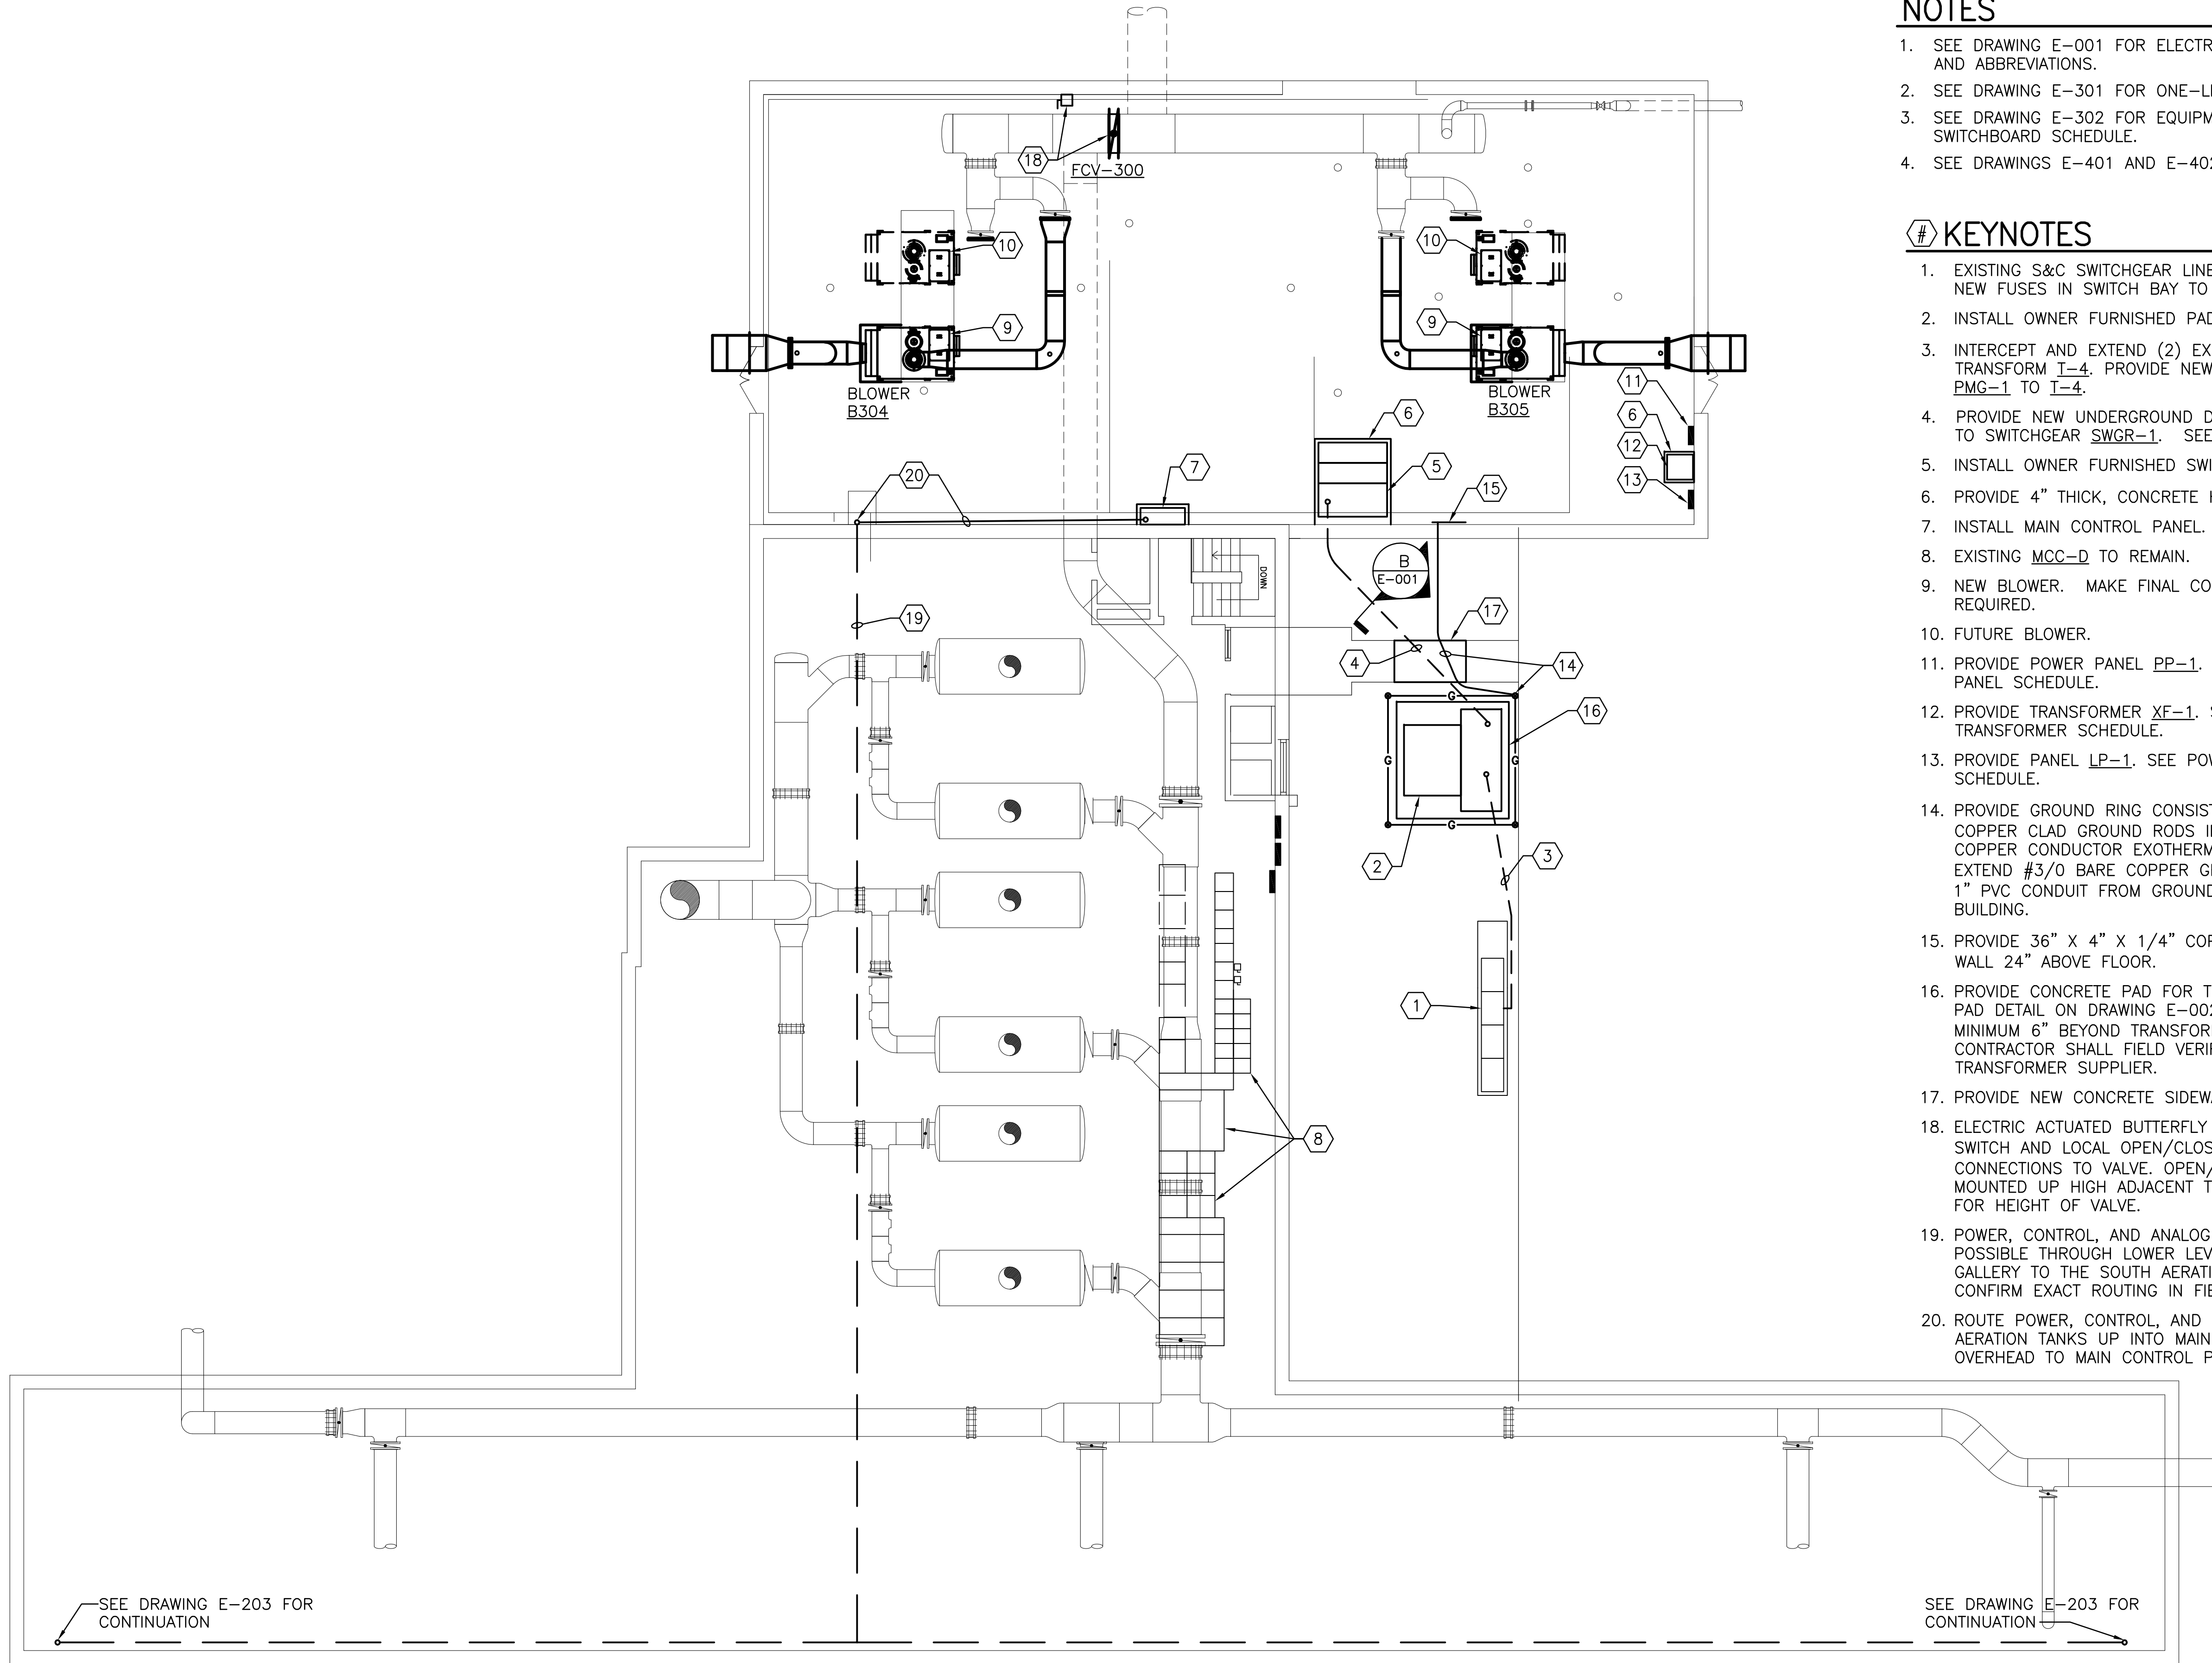 NOTES
1. SEE DRAWING E-001 FOR ELECTR
AND ABBREVIATIONS.
2. SEE DRAWING E-301 FOR ONE-LI
3. SEE DRAWING E-302 FOR EQUIPM
SWITCHBOARD SCHEDULE.
4. SEE DRAWINGS E-401 AND E-402
# KEYNOTES
1. EXISTING S&C SWITCHGEAR LINE
NEW FUSES IN SWITCH BAY TO
2. INSTALL OWNER FURNISHED PAD
3. INTERCEPT AND EXTEND (2) EX
TRANSFORM T-4. PROVIDE NEW
PMG-1 TO T-4.
4. PROVIDE NEW UNDERGROUND D
TO SWITCHGEAR SWGR-1. SEE
5. INSTALL OWNER FURNISHED SWI
6. PROVIDE 4” THICK, CONCRETE H
7. INSTALL MAIN CONTROL PANEL.
8. EXISTING MCC-D TO REMAIN.
9. NEW BLOWER. MAKE FINAL CO
REQUIRED.
10. FUTURE BLOWER.
11. PROVIDE POWER PANEL PP-1.
PANEL SCHEDULE.
12. PROVIDE TRANSFORMER XF-1. S
TRANSFORMER SCHEDULE.
13. PROVIDE PANEL LP-1. SEE POW
SCHEDULE.
14. PROVIDE GROUND RING CONSIST
COPPER CLAD GROUND RODS I
COPPER CONDUCTOR EXOTHERM
EXTEND #3/0 BARE COPPER G
1” PVC CONDUIT FROM GROUND
BUILDING.
15. PROVIDE 36” X 4” X 1/4” COP
WALL 24” ABOVE FLOOR.
16. PROVIDE CONCRETE PAD FOR T
PAD DETAIL ON DRAWING E-002
MINIMUM 6” BEYOND TRANSFOR
CONTRACTOR SHALL FIELD VERIF
TRANSFORMER SUPPLIER.
17. PROVIDE NEW CONCRETE SIDEWA
18. ELECTRIC ACTUATED BUTTERFLY
SWITCH AND LOCAL OPEN/CLOS
CONNECTIONS TO VALVE. OPEN/
MOUNTED UP HIGH ADJACENT T
FOR HEIGHT OF VALVE.
19. POWER, CONTROL, AND ANALOG
POSSIBLE THROUGH LOWER LEV
GALLERY TO THE SOUTH AERATI
CONFIRM EXACT ROUTING IN FIE
20. ROUTE POWER, CONTROL, AND
AERATION TANKS UP INTO MAIN
OVERHEAD TO MAIN CONTROL P
18
FCV-300
10
10
9
9
BLOWER
B304
BLOWER
B305
11
6
6
12
5
13
7
15
20
DOWN
B
E-001
19
17
4
14
16
G
G
G
G
2
3
1
8
SEE DRAWING E-203 FOR
CONTINUATION
SEE DRAWING E-203 FOR
CONTINUATION